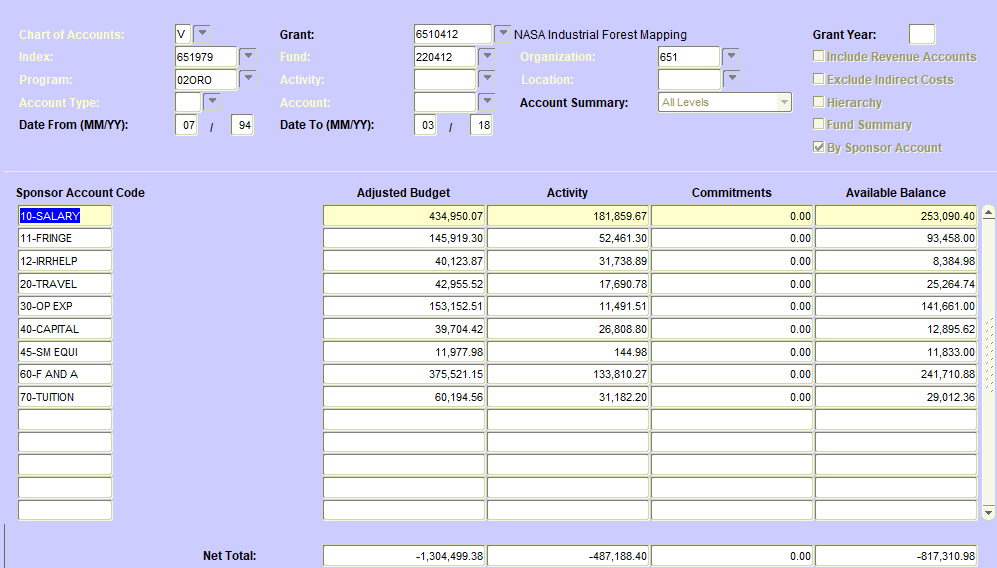 Chart of Accounts: V Grant: 6510412 NASA Industrial Forest Mapping Grant Year:
Index: 651979 Fund: 220412 Organization: 651 Include Revenue Accounts
Program: 02ORO Activity: Location: Exclude Indirect Costs
Account Type: Account: Account Summary: All Levels Hierarchy
Date From (MM/YY): 07 / 94 Date To (MM/YY): 03 / 18 Fund Summary
By Sponsor Account
Sponsor Account Code Adjusted Budget Activity Commitments Available Balance
10-SALARY 434,950.07 181,859.67 0.00 253,090.40
11-FRINGE 145,919.30 52,461.30 0.00 93,458.00
12-IRRHELP 40,123.87 31,738.89 0.00 8,384.98
20-TRAVEL 42,955.52 17,690.78 0.00 25,264.74
30-OP EXP 153,152.51 11,491.51 0.00 141,661.00
40-CAPITAL 39,704.42 26,808.80 0.00 12,895.62
45-SM EQUI 11,977.98 144.98 0.00 11,833.00
60-F AND A 375,521.15 133,810.27 0.00 241,710.88
70-TUITION 60,194.56 31,182.20 0.00 29,012.36
Net Total: -1,304,499.38 -487,188.40 0.00 -817,310.98